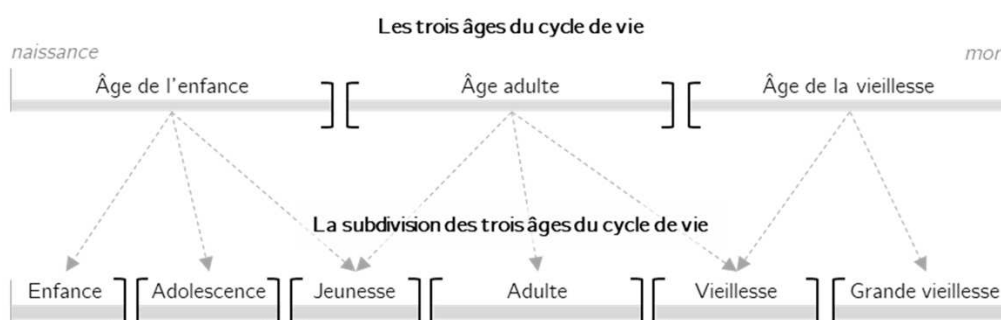 Les trois âges du cycle de vie
naissance
mor
Âge de l'enfance
Âge adulte
Âge de la vieillesse
La subdivision des trois âges du cycle de vie
Enfance
Adolescence
Jeunesse
Adulte
Vieillesse
Grande vieillesse